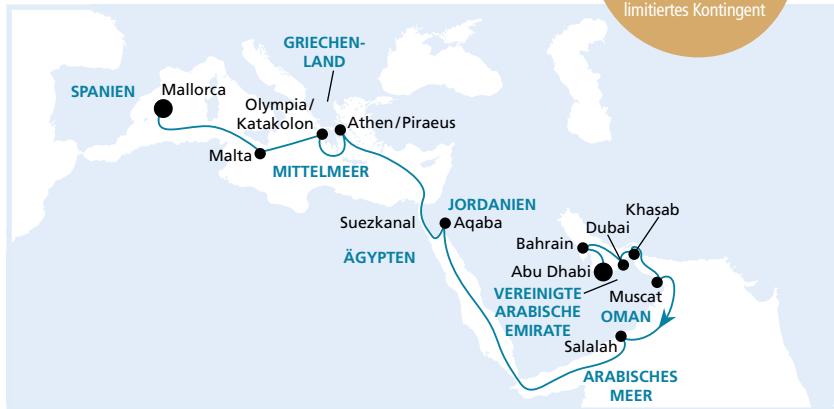 limitiertes Kontingent
GRIECHEN-
LAND
SPANIEN
Mallorca
Olympia/
Katakolon
Athen/Piraeus
Malta
MITTELMEER
JORDANIEN
Suezkanal
Aqaba
Khasab
Dubai
Bahrain
ÄGYPTEN
Abu Dhabi
VEREINIGTE
ARABISCHE
EMIRATE
Muscat
OMAN
Salalah
ARABISCHES
MEER